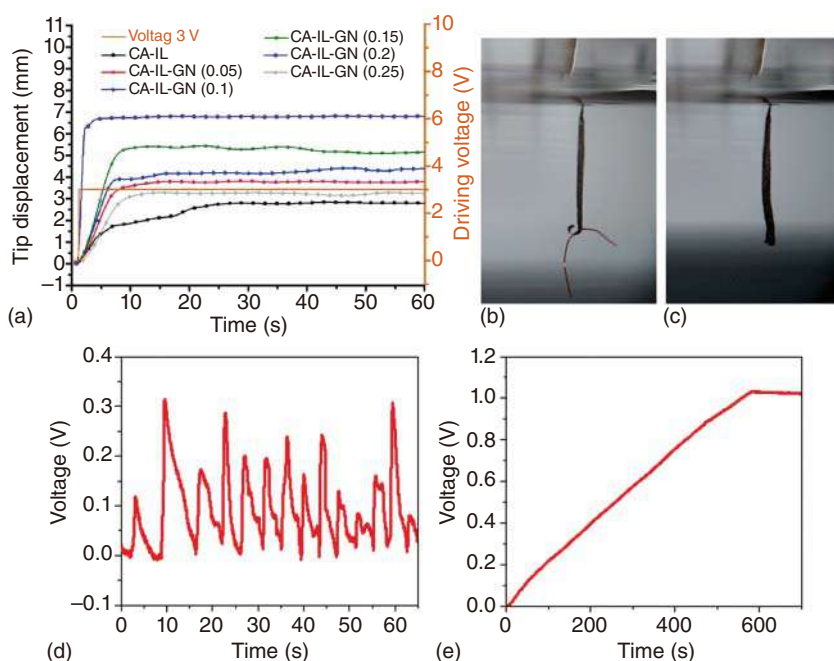 Voltag 3 V
CA-IL
CA-IL-GN (0.05)
CA-IL-GN (0.1)
CA-IL-GN (0.15)
CA-IL-GN (0.2)
CA-IL-GN (0.25)
11
10
9
8
7
6
5
4
3
2
1
0
−1
Tip displacement (mm)
10
8
6
4
2
0
Driving voltage (V)
0 10 20 30 40 50 60
Time (s)
(a)
(b)
(c)
0.4
0.3
0.2
0.1
0.0
−0.1
Voltage (V)
0 10 20 30 40 50 60
(d)
Time (s)
1.2
1.0
0.8
0.6
0.4
0.2
0.0
Voltage (V)
0 200 400 600
(e)
Time (s)